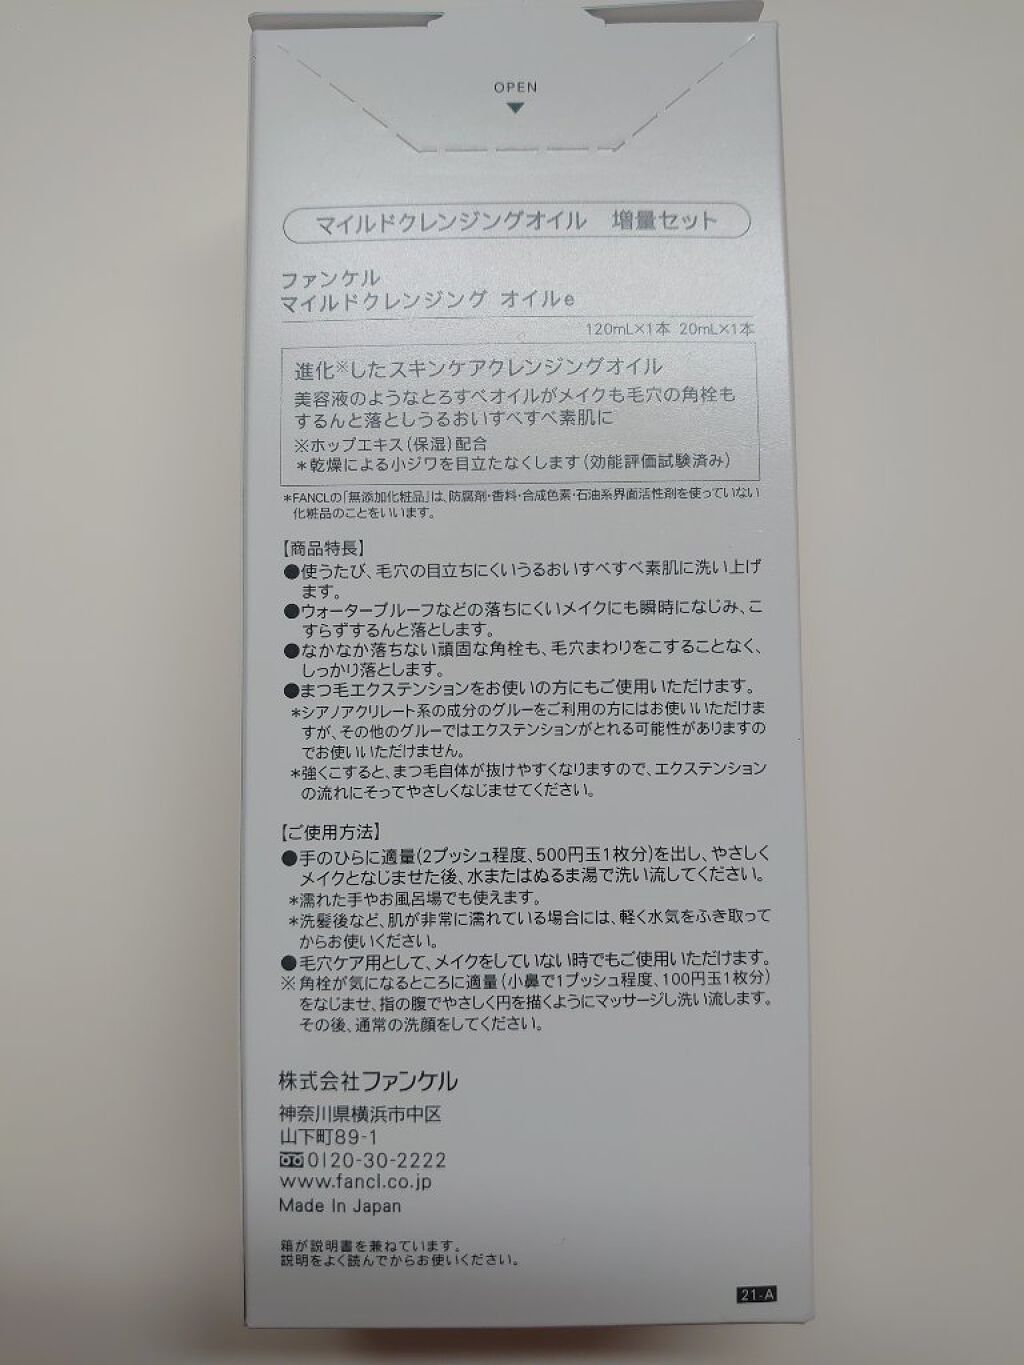 OPEN
マイルドクレンジングオイル 増量セット
ファンケル
マイルドクレンジング オイルe
120mL×1本 20mL×1本
進化※したスキンケアクレンジングオイル
美容液のようなとろすべオイルがメイクも毛穴の角栓も
するんと落としうるおいすべすべ素肌に
※ホップエキス(保湿)配合
*乾燥による小ジワを目立たなくします(効能評価試験済み)
*FANCLの「無添加化粧品」は、防腐剤・香料・合成色素・石油系界面活性剤を使っていない
化粧品のことをいいます。
【商品特長】
●使うたび、毛穴の目立ちにくいうるおいすべすべ素肌に洗い上げ
ます。
●ウォータープルーフなどの落ちにくいメイクにも瞬時になじみ、こ
すらずするんと落とします。
●なかなか落ちない頑固な角栓も、毛穴まわりをこすることなく、
しっかり落とします。
●まつ毛エクステンションをお使いの方にもご使用いただけます。
*シアノアクリレート系の成分のグルーをご利用の方にはお使いいただけま
すが、その他のグルーではエクステンションがとれる可能性がありますの
でお使いいただけません。
*強くこすると、まつ毛自体が抜けやすくなりますので、エクステンション
の流れにそってやさしくなじませてください。
【ご使用方法】
●手のひらに適量(2プッシュ程度、500円玉1枚分)を出し、やさしく
メイクとなじませた後、水またはぬるま湯で洗い流してください。
*濡れた手やお風呂場でも使えます。
*洗髪後など、肌が非常に濡れている場合には、軽く水気をふき取って
からお使いください。
●毛穴ケア用として、メイクをしていない時でもご使用いただけます。
※角栓が気になるところに適量(小鼻で1プッシュ程度、100円玉1枚分)
をなじませ、指の腹でやさしく円を描くようにマッサージし洗い流します。
その後、通常の洗顔をしてください。
株式会社ファンケル
神奈川県横浜市中区
山下町89-1
0120-30-2222
www.fancl.co.jp
Made In Japan
箱が説明書を兼ねています。
説明をよく読んでからお使いください。
21-A